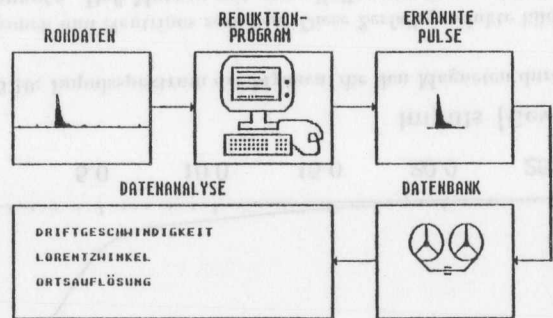 ROHDATEN
REDUKTION-
PROGRAM
ERKANNTE
PULSE
DATENANALYSE
DATENBANK
DRIFTGESCHWINDIGKEIT
LORENTZWINKEL
ORTSAUFLÖSUNG